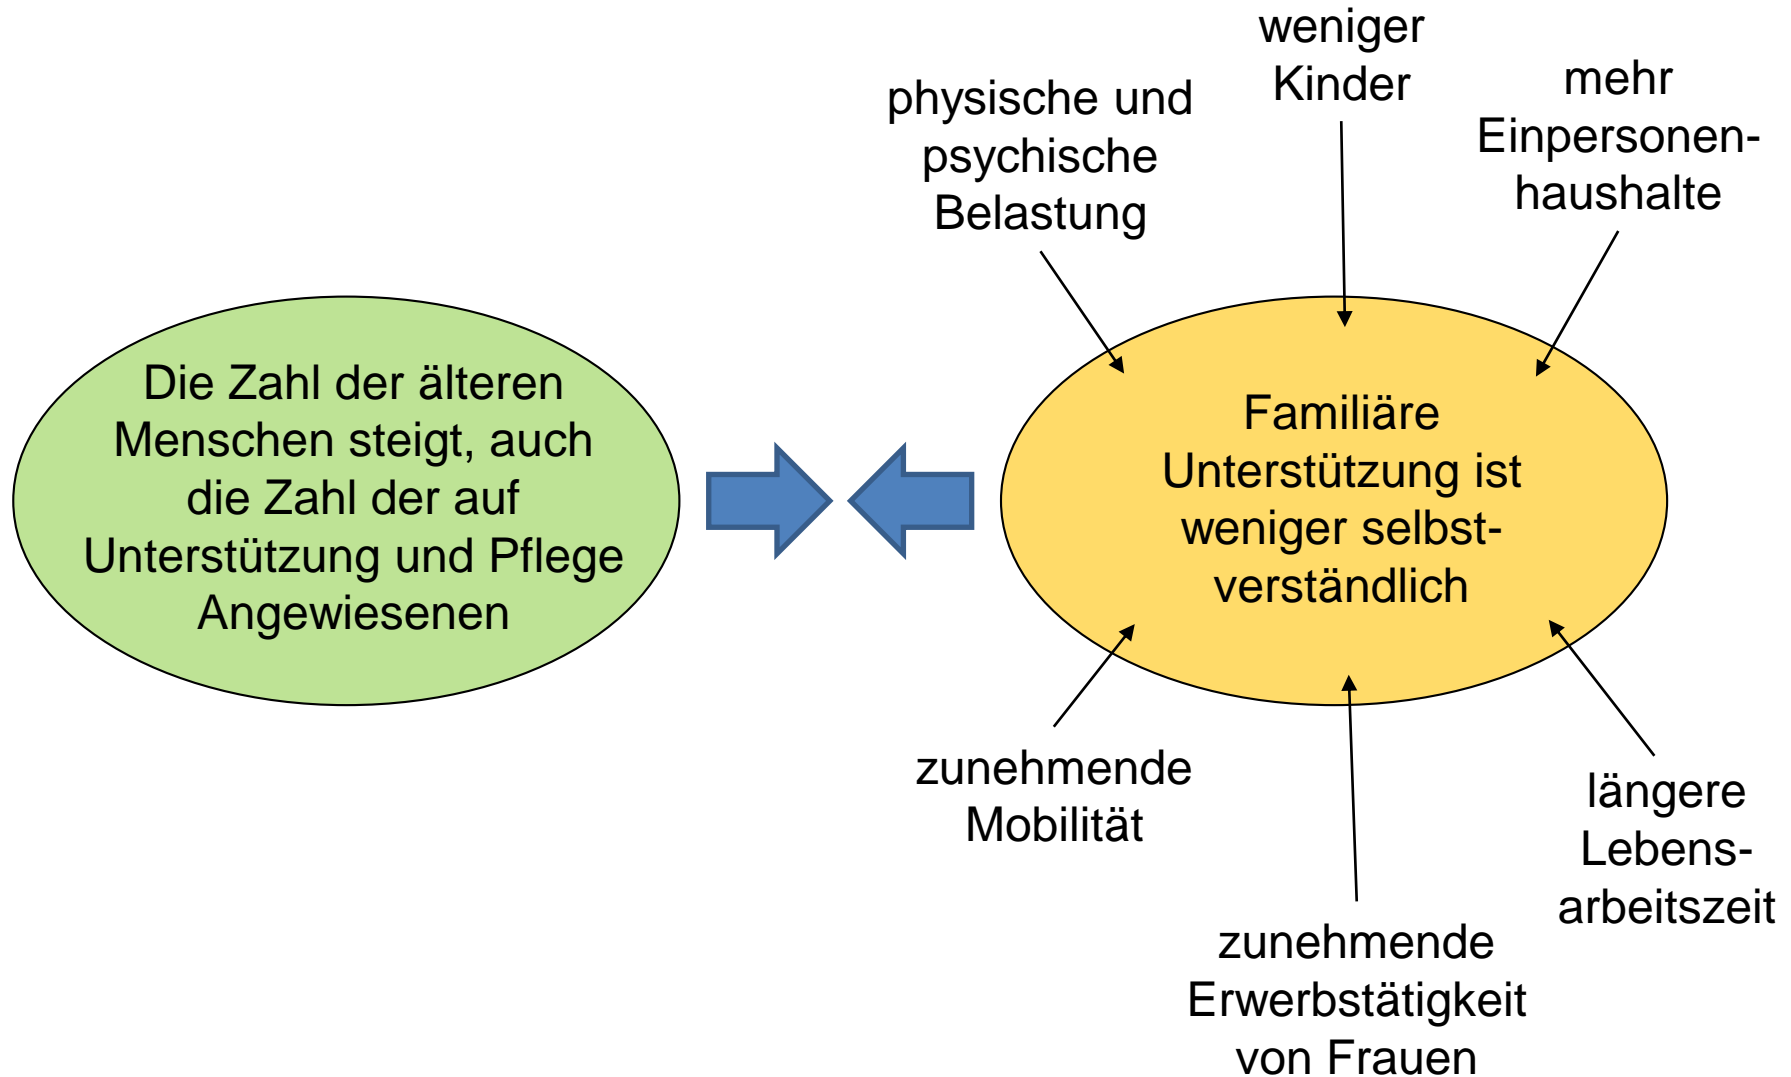 weniger
Kinder
physische und
psychische
Belastung
mehr
Einpersonen-
haushalte
Die Zahl der älteren
Menschen steigt, auch
die Zahl der auf
Unterstützung und Pflege
Angewiesenen
Familiäre
Unterstützung ist
weniger selbst-
verständlich
zunehmende
Mobilität
zunehmende
Erwerbstätigkeit
von Frauen
längere
Lebens-
arbeitszeit